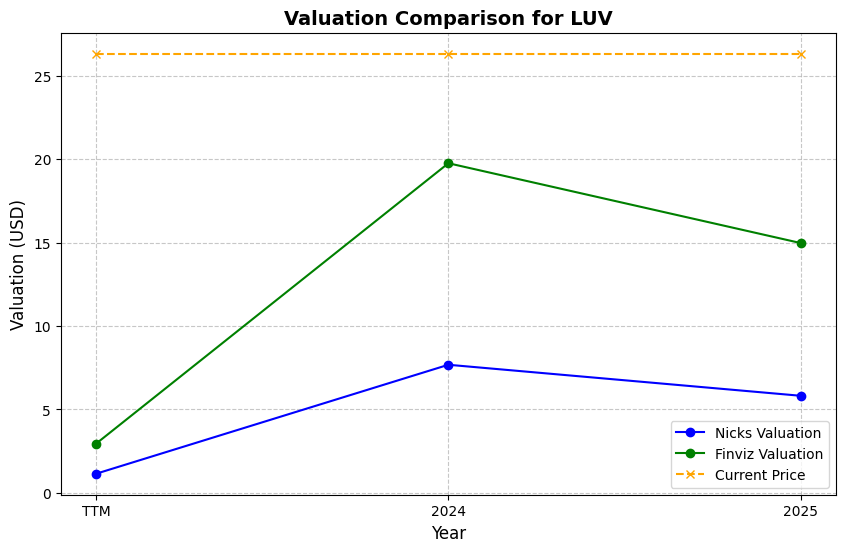 Valuation Comparison for LUV
Valuation (USD)
25
20
15
10
5
0
TTM
2024
2025
Year
Nicks Valuation
Finviz Valuation
Current Price